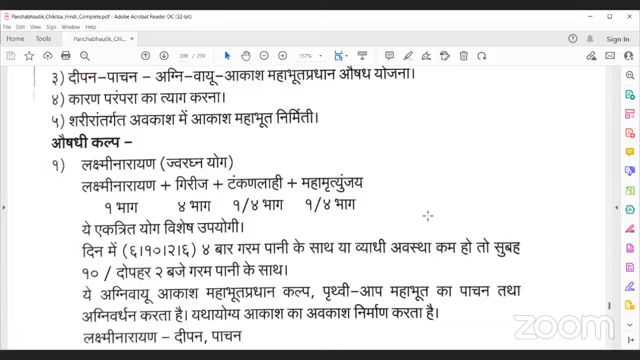 Panchabhautik_Chikitsa_Hindi_Complete.pdf - Adobe Acrobat Reader DC (32-bit)
File Edit View Sign Window Help
Home Tools Panchabhautik_Chi... × Sign In
209 / 239 157%
३) दीपन-पाचन – अग्नि-वायू-आकाश महाभूतप्रधान औषध योजना।
४) कारण परंपरा का त्याग करना।
५) शरीरांतर्गत अवकाश में आकाश महाभूत निर्मिती।
औषधी कल्प –
१) लक्ष्मीनारायण (ज्वरघ्न योग)
लक्ष्मीनारायण + गिरीज + टंकणलाही + महामृत्युंजय
१ भाग ४ भाग १/४ भाग १/४ भाग
ये एकत्रित योग विशेष उपयोगी।
दिन में (६।१०।२।६) ४ बार गरम पानी के साथ या व्याधी अवस्था कम हो तो सुबह
१० / दोपहर २ बजे गरम पानी के साथ।
ये अग्निवायू आकाश महाभूतप्रधान कल्प, पृथ्वी-आप महाभूत का पाचन तथा
अग्निवर्धन करता है। यथायोग्य आकाश का अवकाश निर्माण करता है।
लक्ष्मीनारायण – दीपन, पाचन
zoom